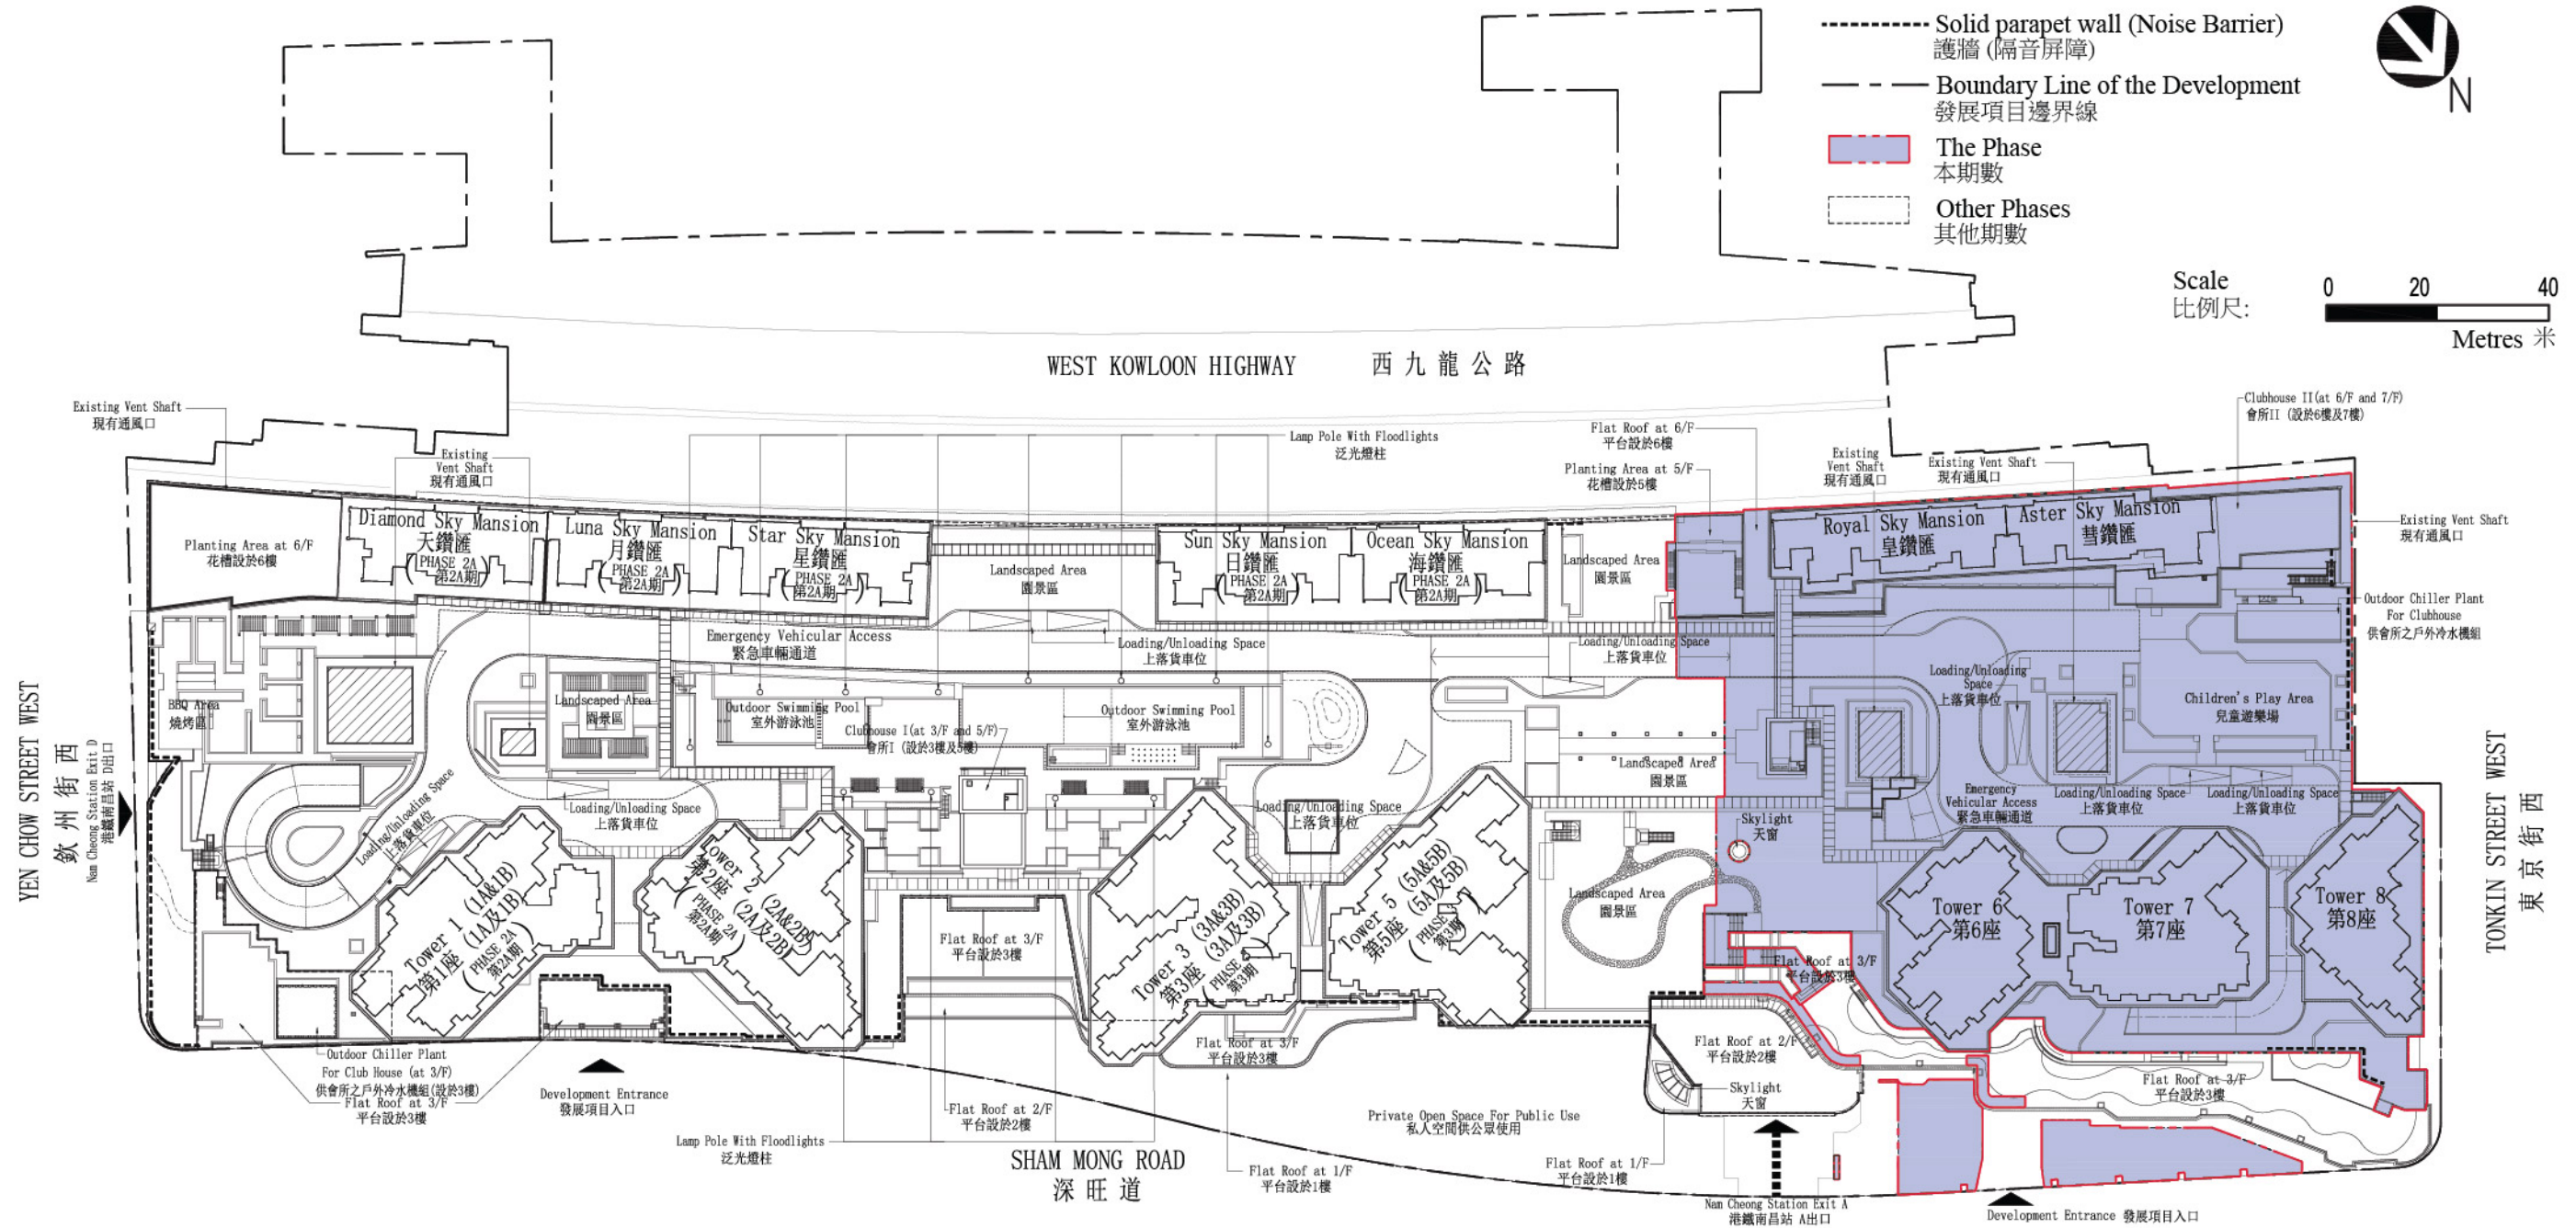 Solid parapet wall (Noise Barrier)
護牆 (隔音屏障)
Boundary Line of the Development
發展項目邊界線
The Phase
本期數
Other Phases
其他期數
N
Scale
比例尺:
0 20 40
Metres 米
WEST KOWLOON HIGHWAY 西九龍公路
Existing Vent Shaft
現有通風口
Existing
Vent Shaft
現有通風口
Lamp Pole With Floodlights
泛光燈柱
Flat Roof at 6/F
平台設於6樓
Planting Area at 5/F
花槽設於5樓
Existing
Vent Shaft
現有通風口
Existing Vent Shaft
現有通風口
Clubhouse II(at 6/F and 7/F)
會所II (設於6樓及7樓)
Existing Vent Shaft
現有通風口
Planting Area at 6/F
花槽設於6樓
Diamond Sky Mansion
天鑽匯
(PHASE 2A
第2A期)
Luna Sky Mansion
月鑽匯
(PHASE 2A
第2A期)
Star Sky Mansion
星鑽匯
(PHASE 2A
第2A期)
Landscaped Area
園景區
Sun Sky Mansion
日鑽匯
(PHASE 2A
第2A期)
Ocean Sky Mansion
海鑽匯
(PHASE 2A
第2A期)
Landscaped Area
園景區
Royal Sky Mansion
皇鑽匯
Aster Sky Mansion
彗鑽匯
Outdoor Chiller Plant
For Clubhouse
供會所之戶外冷水機組
Emergency Vehicular Access
緊急車輛通道
Loading/Unloading Space
上落貨車位
Loading/Unloading Space
上落貨車位
Loading/Unloading
Space
上落貨車位
Children's Play Area
兒童遊樂場
BBQ Area
燒烤區
Landscaped Area
園景區
Outdoor Swimming Pool
室外游泳池
Clubhouse I(at 3/F and 5/F)
會所I (設於3樓及5樓)
Outdoor Swimming Pool
室外游泳池
Landscaped Area
園景區
YEN CHOW STREET WEST
欽州街西
Nam Cheong Station Exit D
港鐵南昌站 D出口
Loading/Unloading Space
上落貨車位
Loading/Unloading Space
上落貨車位
Loading/Unloading Space
上落貨車位
Skylight
天窗
Emergency
Vehicular Access
緊急車輛通道
Loading/Unloading Space
上落貨車位
Loading/Unloading Space
上落貨車位
TONKIN STREET WEST
東京街西
Tower 1 (1A&1B)
第1座 (1A及1B)
(PHASE 2A
第2A期)
Tower 2 (2A&2B)
第2座 (2A及2B)
(PHASE 2A
第2A期)
Flat Roof at 3/F
平台設於3樓
Tower 3 (3A&3B)
第3座 (3A及3B)
(PHASE
第3期)
Tower 5 (5A&5B)
第5座 (5A及5B)
(PHASE
第3期)
Landscaped Area
園景區
Flat Roof at 3/F
平台設於3樓
Tower 6
第6座
Tower 7
第7座
Tower 8
第8座
Outdoor Chiller Plant
For Club House (at 3/F)
供會所之戶外冷水機組(設於3樓)
Flat Roof at 3/F
平台設於3樓
Development Entrance
發展項目入口
Flat Roof at 2/F
平台設於2樓
Flat Roof at 3/F
平台設於3樓
Flat Roof at 2/F
平台設於2樓
Skylight
天窗
Flat Roof at 3/F
平台設於3樓
Private Open Space For Public Use
私人空間供公眾使用
Lamp Pole With Floodlights
泛光燈柱
SHAM MONG ROAD
深旺道
Flat Roof at 1/F
平台設於1樓
Flat Roof at 1/F
平台設於1樓
Nam Cheong Station Exit A
港鐵南昌站 A出口
Development Entrance 發展項目入口